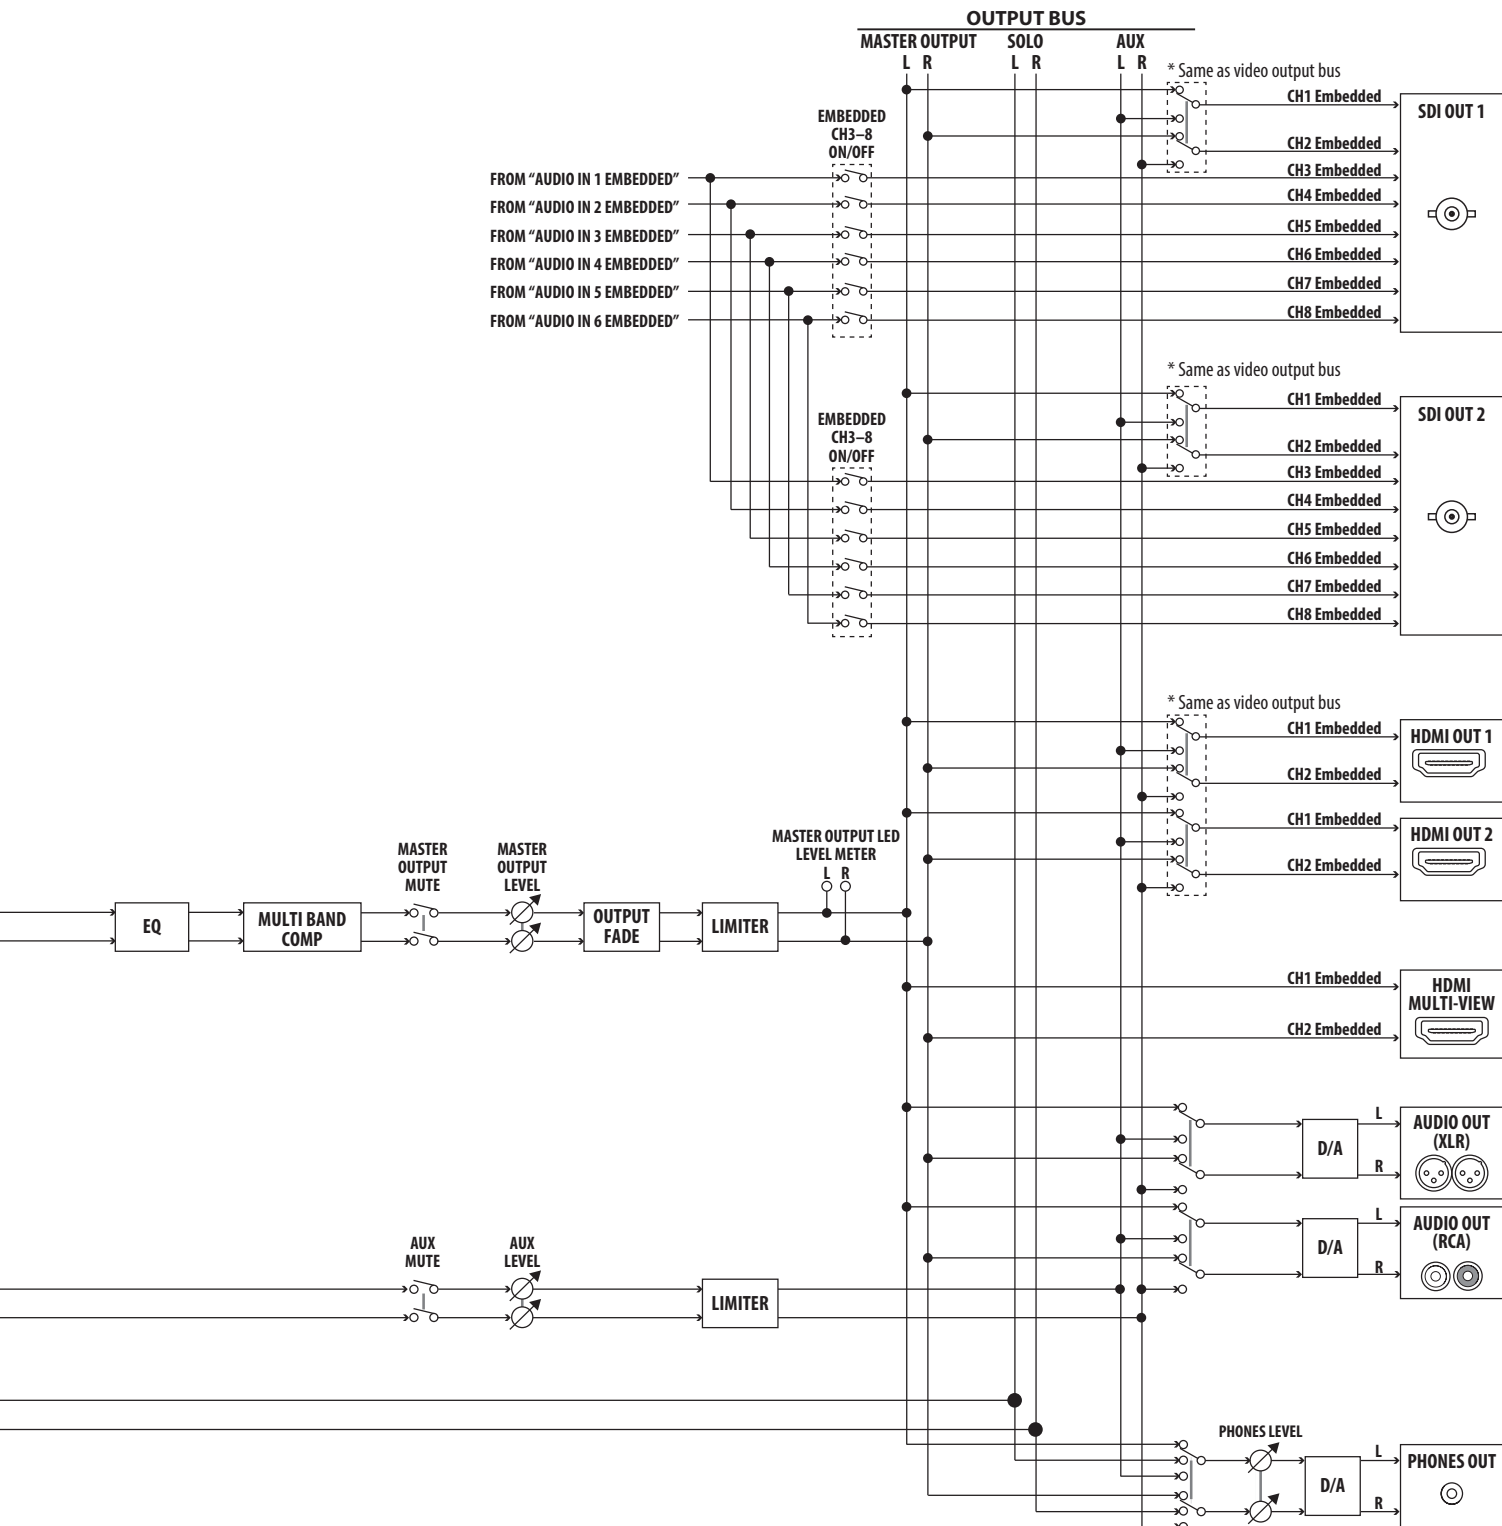 OUTPUT BUS
MASTER OUTPUT SOLO AUX
L R L R L R
* Same as video output bus
CH1 Embedded
SDI OUT 1
EMBEDDED
CH3–8
ON/OFF
CH2 Embedded
FROM “AUDIO IN 1 EMBEDDED”
CH3 Embedded
FROM “AUDIO IN 2 EMBEDDED”
CH4 Embedded
FROM “AUDIO IN 3 EMBEDDED”
CH5 Embedded
FROM “AUDIO IN 4 EMBEDDED”
CH6 Embedded
FROM “AUDIO IN 5 EMBEDDED”
CH7 Embedded
FROM “AUDIO IN 6 EMBEDDED”
CH8 Embedded
* Same as video output bus
CH1 Embedded
SDI OUT 2
EMBEDDED
CH3–8
ON/OFF
CH2 Embedded
CH3 Embedded
CH4 Embedded
CH5 Embedded
CH6 Embedded
CH7 Embedded
CH8 Embedded
* Same as video output bus
CH1 Embedded
HDMI OUT 1
CH2 Embedded
CH1 Embedded
HDMI OUT 2
CH2 Embedded
MASTER OUTPUT LED
LEVEL METER
L R
MASTER
OUTPUT
MUTE
MASTER
OUTPUT
LEVEL
EQ
MULTI BAND
COMP
OUTPUT
FADE
LIMITER
CH1 Embedded
HDMI
MULTI-VIEW
CH2 Embedded
D/A
L
R
AUDIO OUT
(XLR)
D/A
L
R
AUDIO OUT
(RCA)
AUX
MUTE
AUX
LEVEL
LIMITER
PHONES LEVEL
D/A
L
R
PHONES OUT